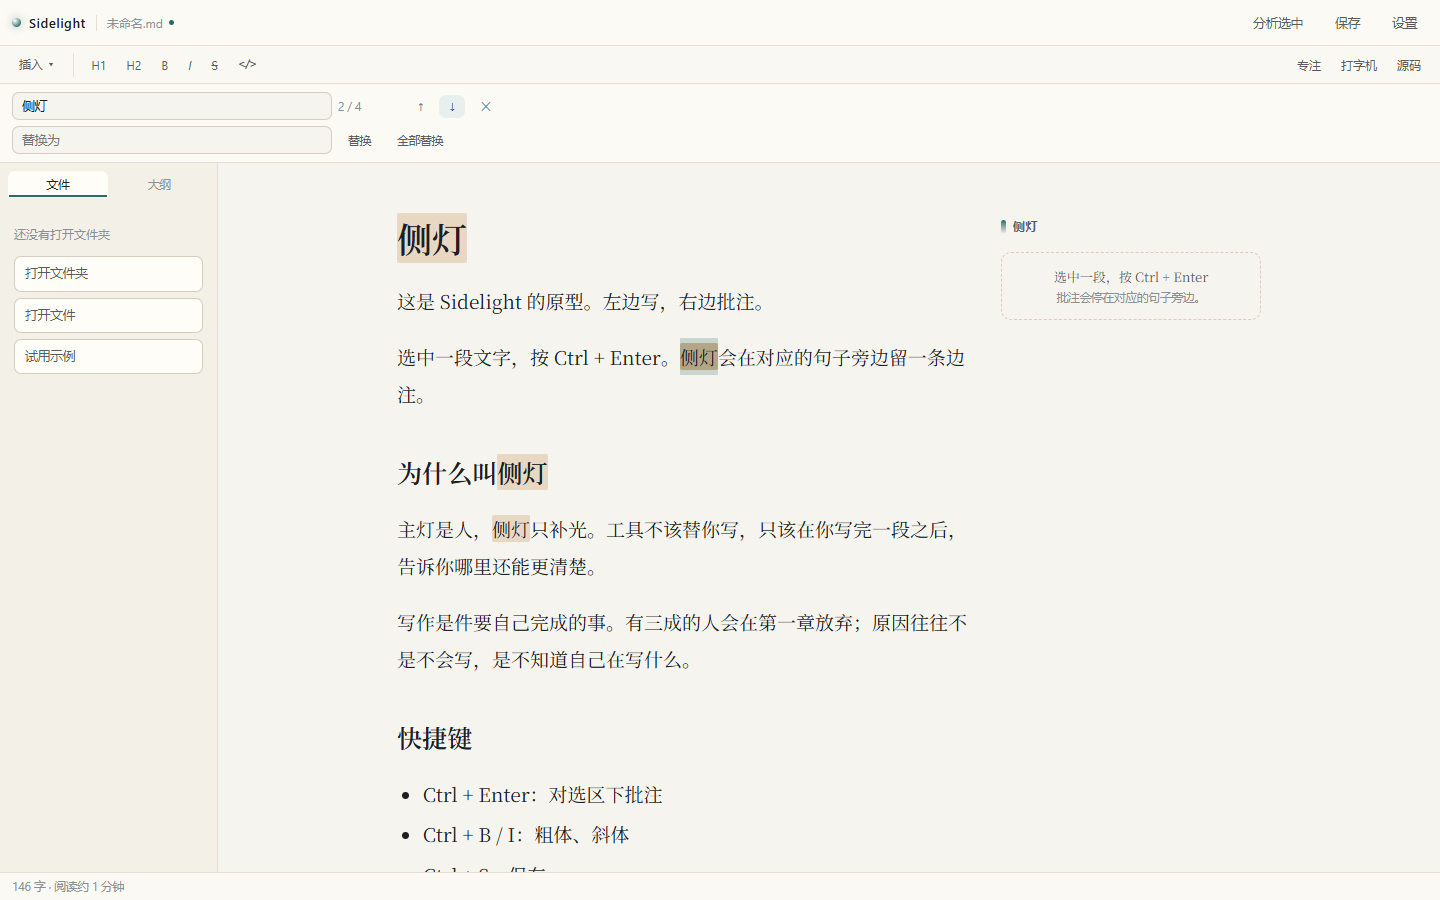 Sidelight 未命名.md 分析选中 保存 设置
插入 H1 H2 B I S </> 专注 打字机 源码
侧灯 2 / 4 ↑ ↓ ×
替换为 替换 全部替换
文件 大纲
还没有打开文件夹
打开文件夹
打开文件
试用示例
侧灯
这是 Sidelight 的原型。左边写，右边批注。
选中一段文字，按 Ctrl + Enter。侧灯会在对应的句子旁边留一条边
注。
为什么叫侧灯
主灯是人，侧灯只补光。工具不该替你写，只该在你写完一段之后，
告诉你哪里还能更清楚。
写作是件要自己完成的事。有三成的人会在第一章放弃；原因往往不
是不会写，是不知道自己在写什么。
快捷键
Ctrl + Enter：对选区下批注
Ctrl + B / I：粗体、斜体
侧灯
选中一段，按 Ctrl + Enter
批注会停在对应的句子旁边。
146 字 · 阅读约 1 分钟